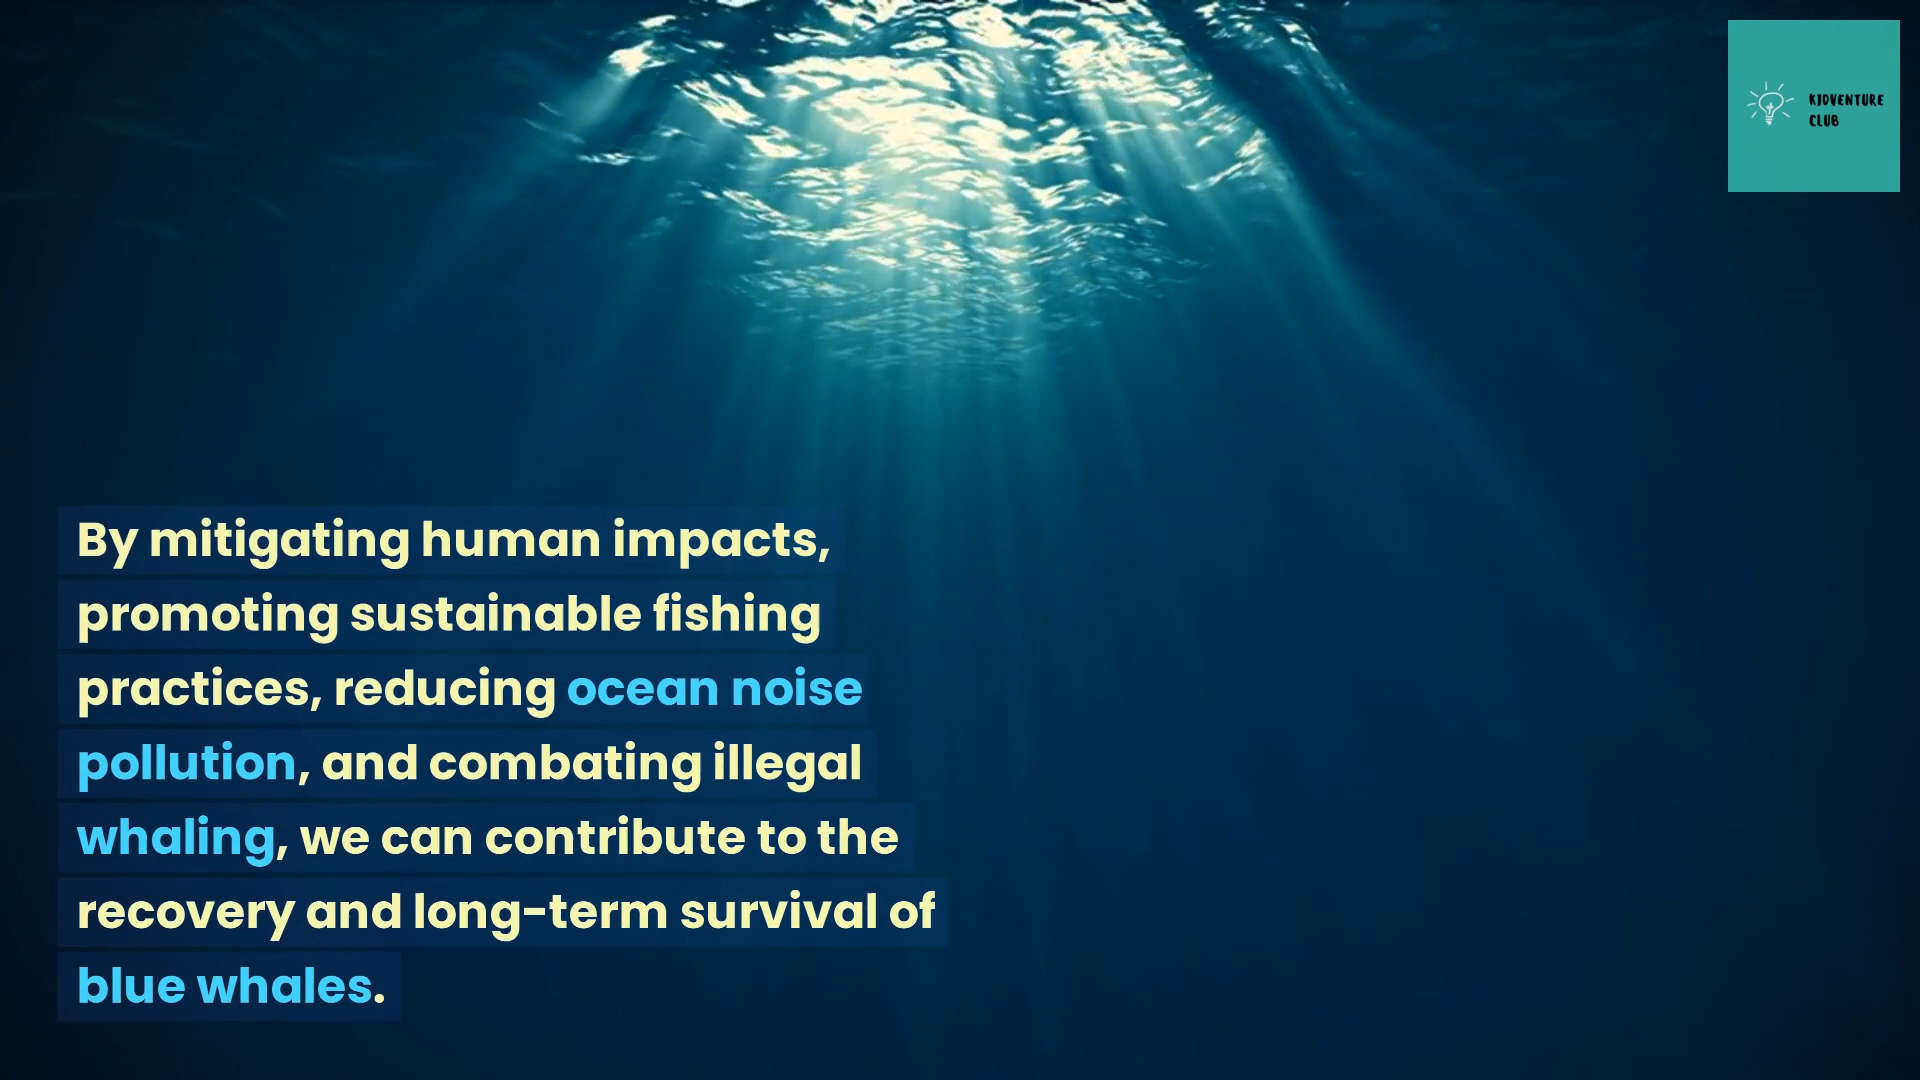 KIDVENTURE
CLUB
By mitigating human impacts,
promoting sustainable fishing
practices, reducing ocean noise
pollution, and combating illegal
whaling, we can contribute to the
recovery and long-term survival of
blue whales.